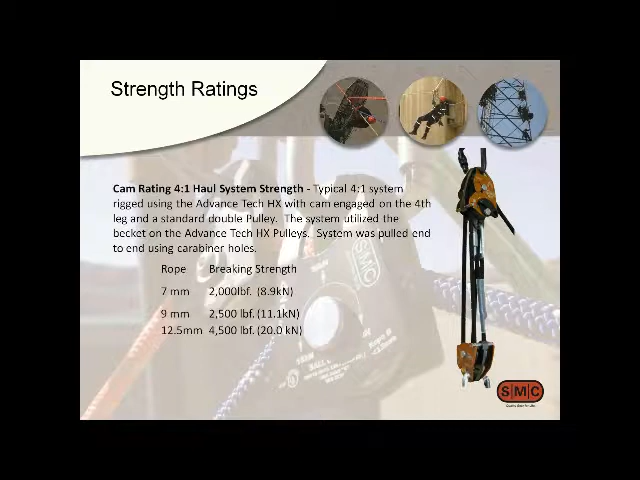 Strength Ratings
Cam Rating 4:1 Haul System Strength - Typical 4:1 system
rigged using the Advance Tech HX with cam engaged on the 4th
leg and a standard double Pulley. The system utilized the
becket on the Advance Tech HX Pulleys. System was pulled end
to end using carabiner holes.
Rope Breaking Strength
7 mm 2,000lbf. (8.9kN)
9 mm 2,500 lbf. (11.1kN)
12.5mm 4,500 lbf. (20.0 kN)
SMC
SMC